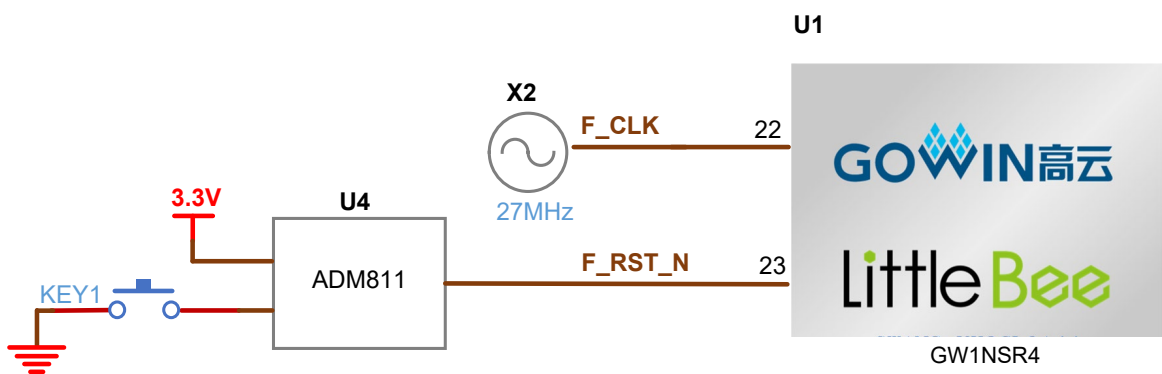 U1
X2
F_CLK
22
GOWIN高云
27MHz
3.3V
U4
ADM811
F_RST_N
23
KEY1
LittleBee
GW1NSR4